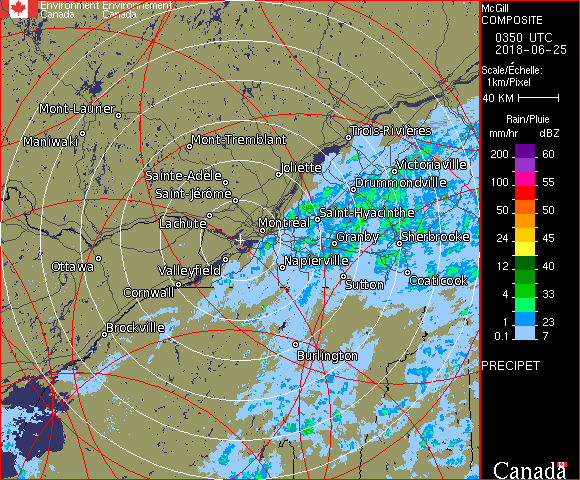 Environment Environnement
Canada Canada
McGill
COMPOSITE
0350 UTC
2018-06-25
Scale/Échelle:
1km/Pixel
40 KM
Rain/Pluie
mm/hr dBZ
200 60
100 55
50 50
24 45
12 40
4 33
2 28
1 23
0.1 7
PRECIPET
Canada
Mont-Laurier
Maniwaki
Mont-Tremblant
Trois-Rivières
Sainte-Adèle
Joliette
Victoriaville
Saint-Jérôme
Drummondville
Lachute
Montréal
Saint-Hyacinthe
Granby
Sherbrooke
Ottawa
Valleyfield
Napierville
Cornwall
Sutton
Coaticook
Brockville
Burlington